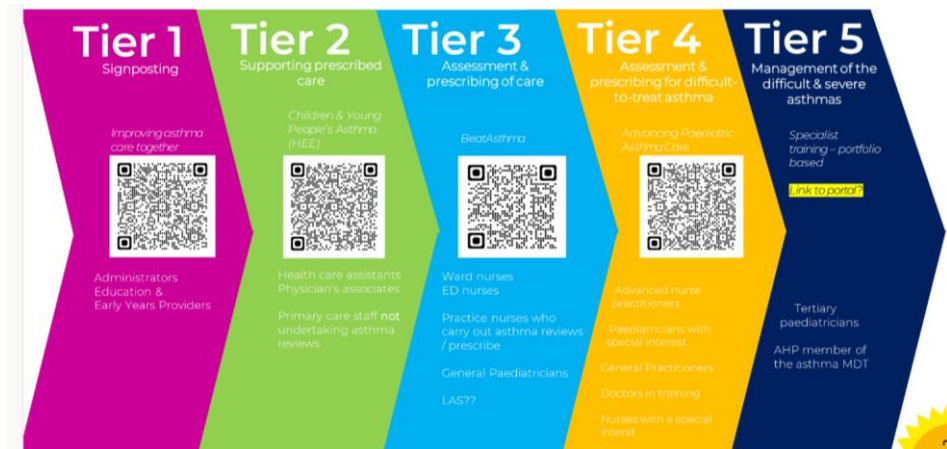 Tier 1
Signposting
Improving asthma
care together
Administrators
Education &
Early Years Providers
Tier 2
Supporting prescribed
care
Children & Young
People's Asthma
(HEE)
Health care assistants
Physician's associates
Primary care staff not
undertaking asthma
reviews
Tier 3
Assessment &
prescribing of care
BeatAsthma
Ward nurses
ED nurses
Practice nurses who
carry out asthma reviews
/ prescribe
General Paediatricians
LAS??
Tier 4
Assessment &
prescribing for difficult-
to-treat asthma
Advancing Paediatric
Asthma Care
Advanced nurse
practitioners
Paediatricians with
special interest
General Practitioners
Doctors in training
Nurses with a special
interst
Tier 5
Management of the
difficult & severe
asthmas
Specialist
training – portfolio
based
Link to portal?
Tertiary
paediatricians
AHP member of
the asthma MDT